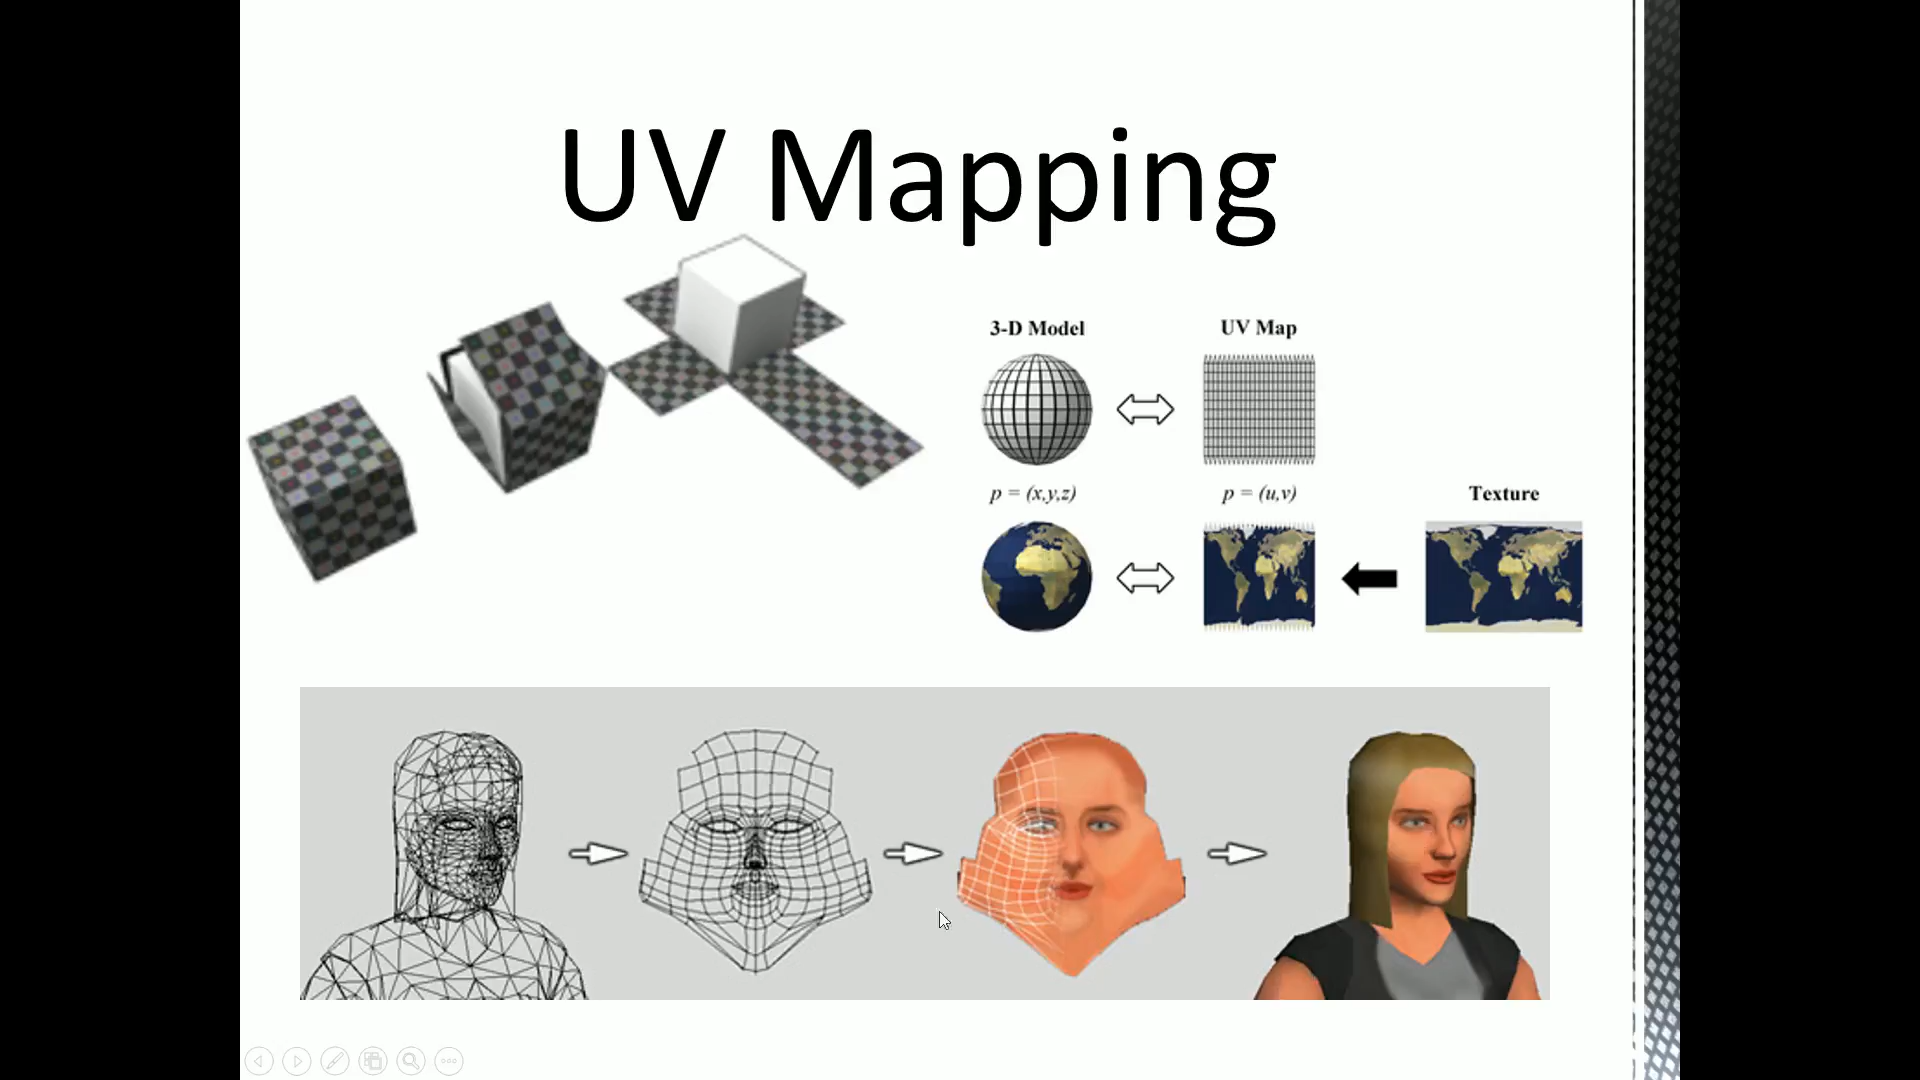 UV Mapping
3-D Model
UV Map
p = (x,y,z)
p = (u,v)
Texture